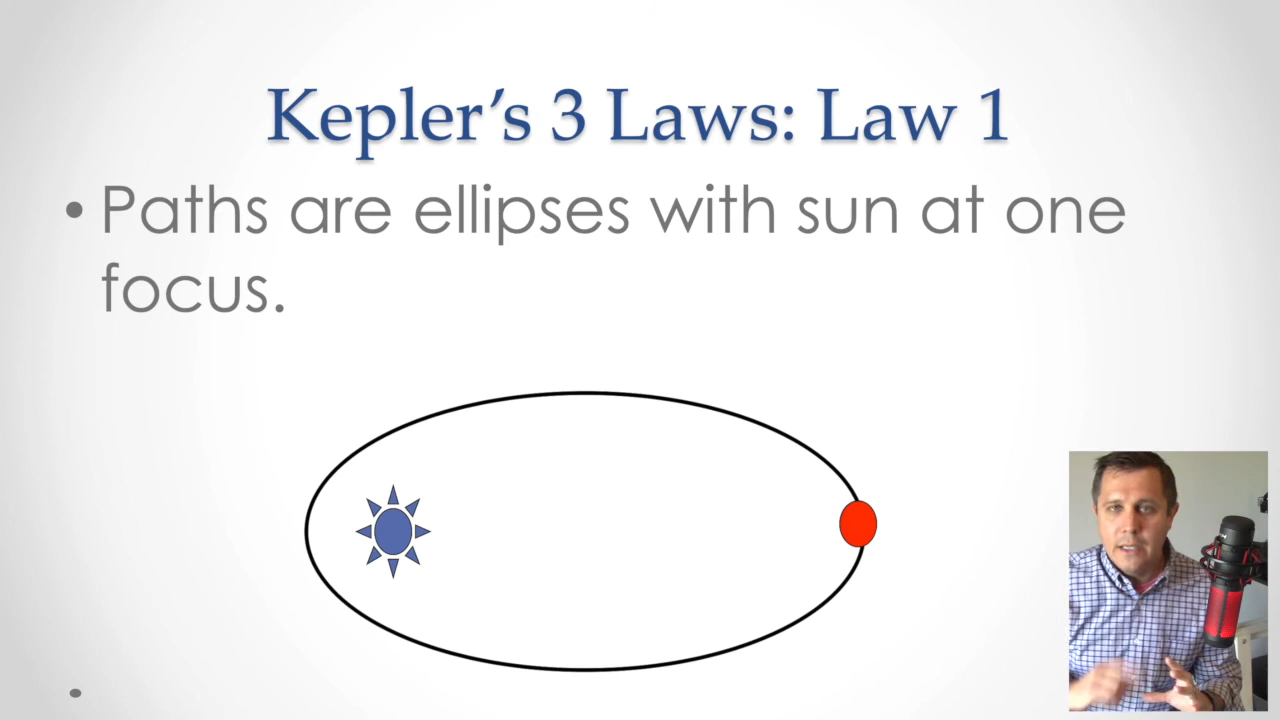 Kepler’s 3 Laws: Law 1
• Paths are ellipses with sun at one
focus.